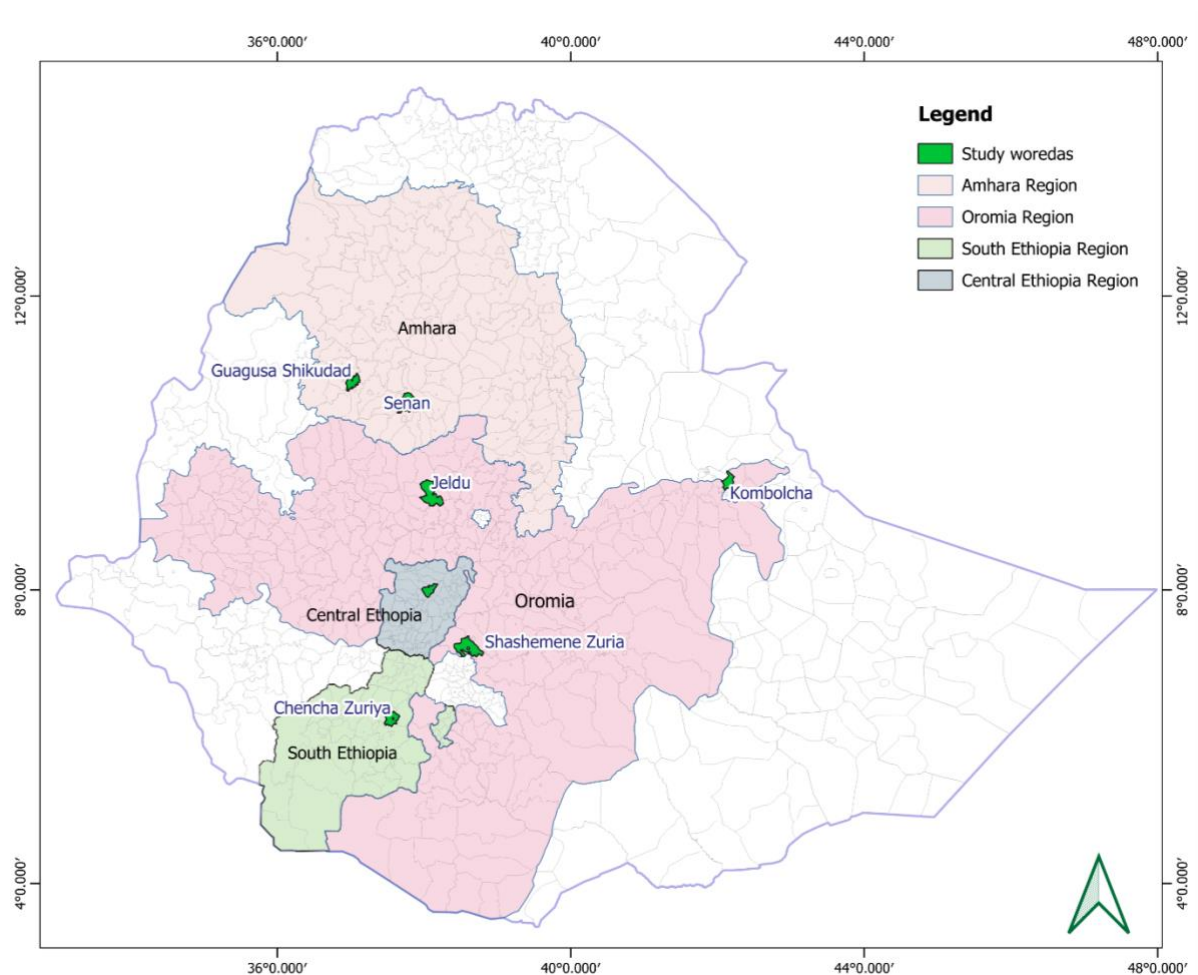 36°0.000′ 40°0.000′ 44°0.000′ 48°0.000′
Legend
Study woredas
Amhara Region
Oromia Region
South Ethiopia Region
Central Ethiopia Region
12°0.000′ 12°0.000′
Amhara
Guagusa Shikudad
Senan
Jeldu
Kombolcha
8°0.000′ 8°0.000′
Central Ethopia
Oromia
Shashemene Zuria
Chencha Zuriya
South Ethiopia
4°0.000′ 4°0.000′
36°0.000′ 40°0.000′ 44°0.000′ 48°0.000′